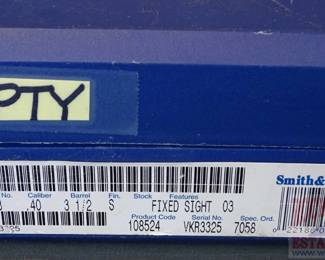 PTY
Smith&
No. Caliber Barrel Fin. Stock Features
.40 3 1/2 S FIXED SIGHT 03
Product Code Serial No. Spec. Ord.
108524 VKR3325 7058
ESTATE